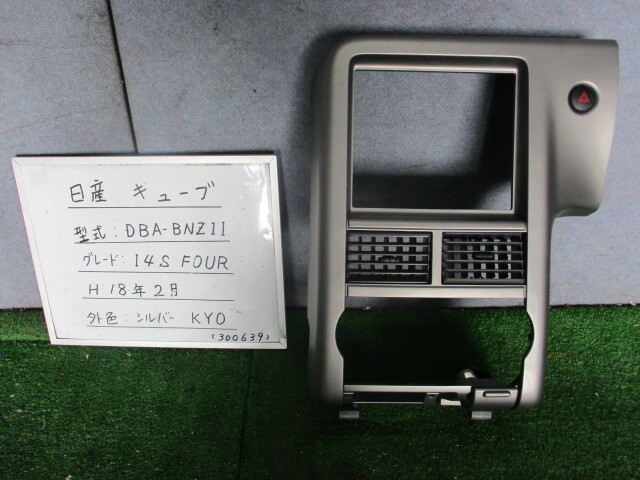 日産 キューブ
型式:DBA-BNZ11
グレード:14S FOUR
H18年2月
外色:シルバー KY0
(300639)